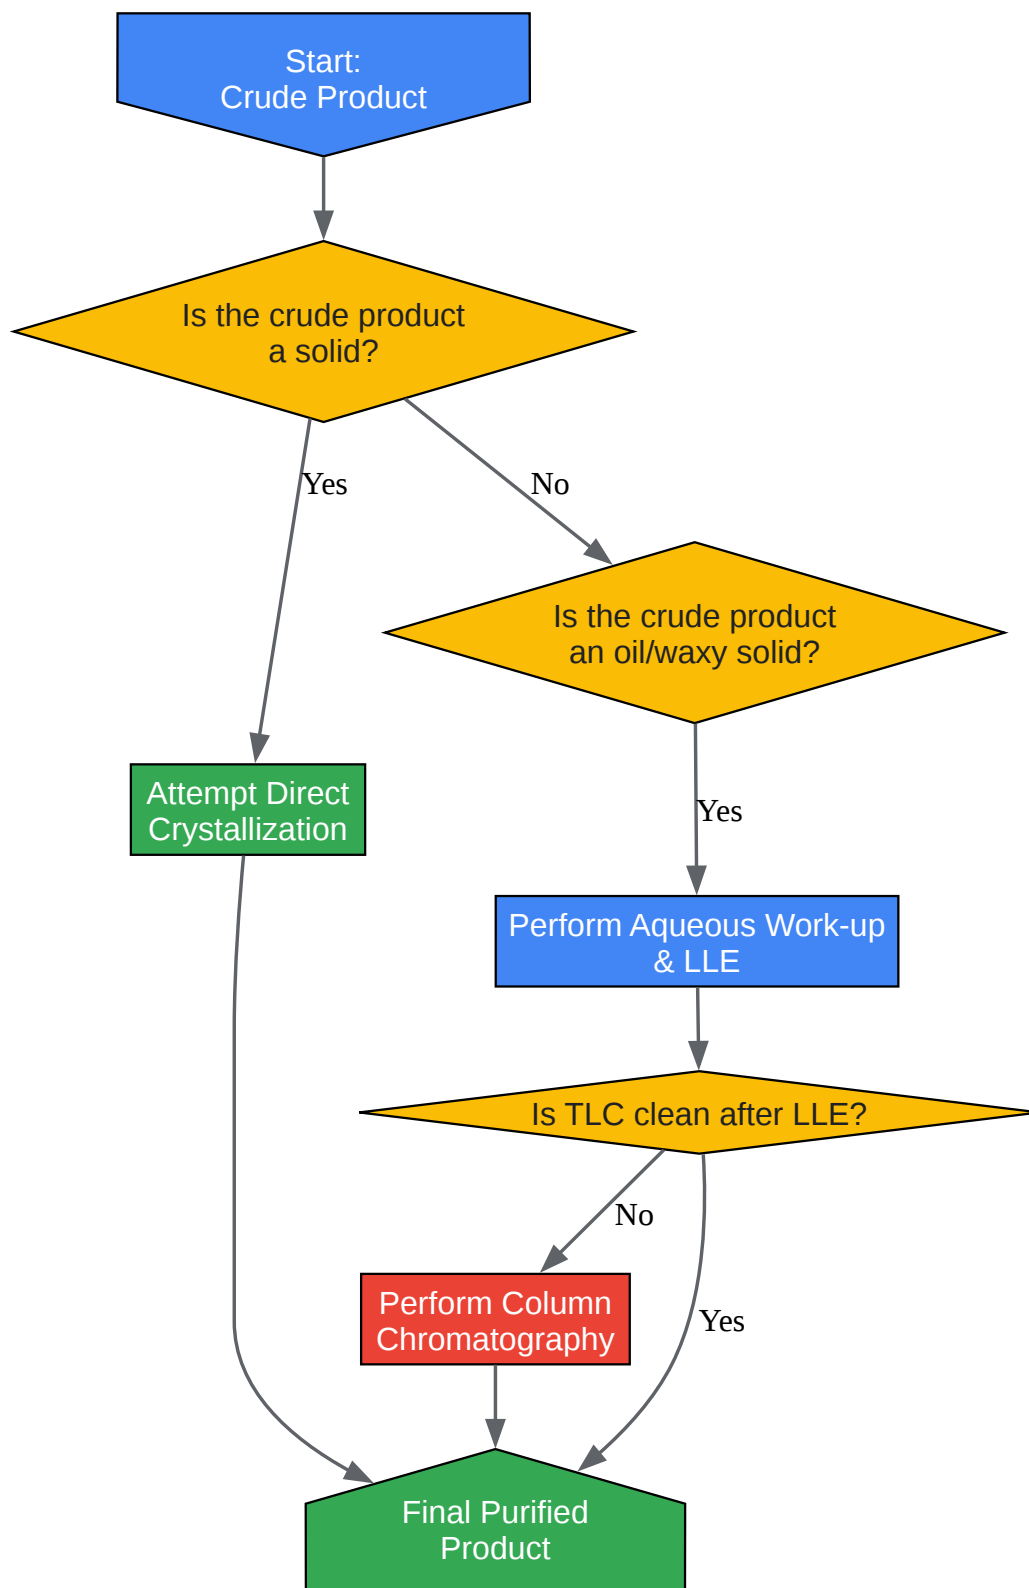 Start:
Crude Product
Is the crude product
a solid?
Yes
No
Is the crude product
an oil/waxy solid?
Attempt Direct
Crystallization
Yes
Perform Aqueous Work-up
& LLE
Is TLC clean after LLE?
No
Perform Column
Chromatography
Yes
Final Purified
Product